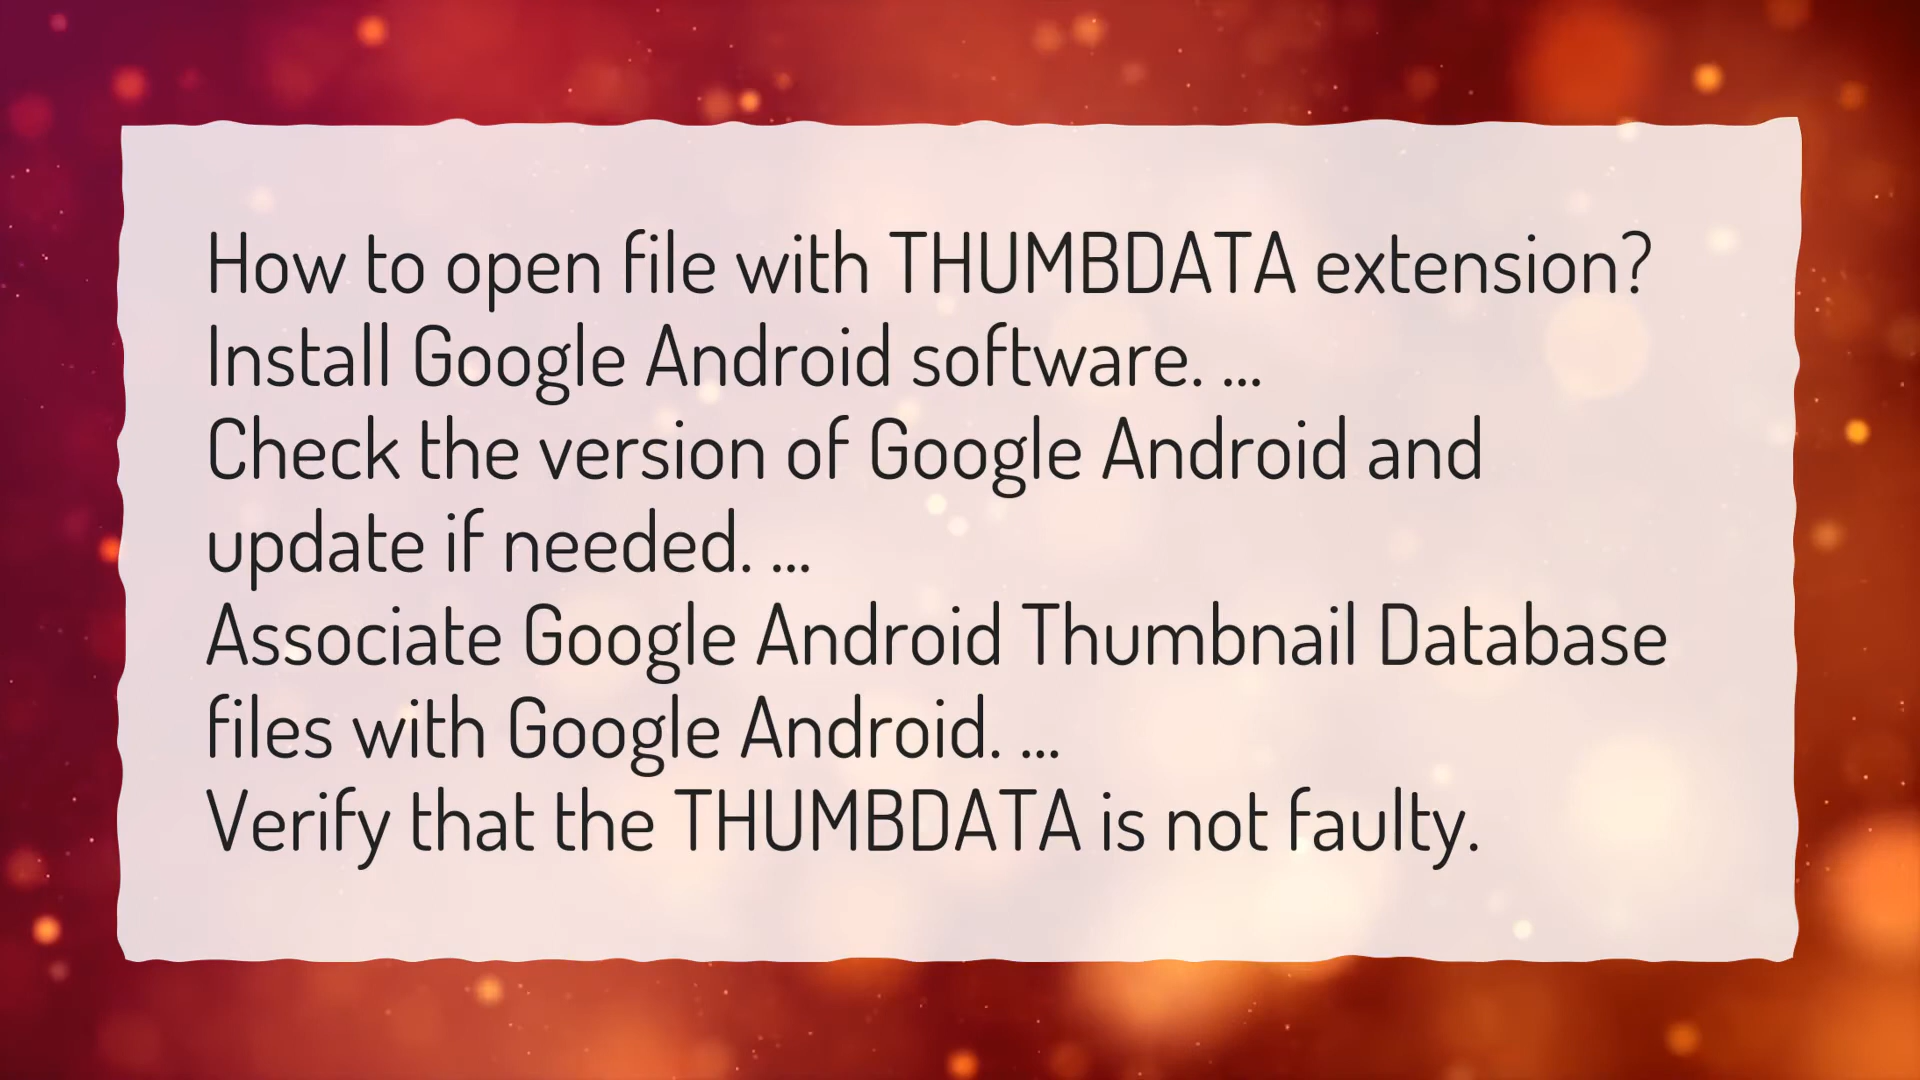 How to open file with THUMBDATA extension?
Install Google Android software. ...
Check the version of Google Android and
update if needed. ...
Associate Google Android Thumbnail Database
files with Google Android. ...
Verify that the THUMBDATA is not faulty.